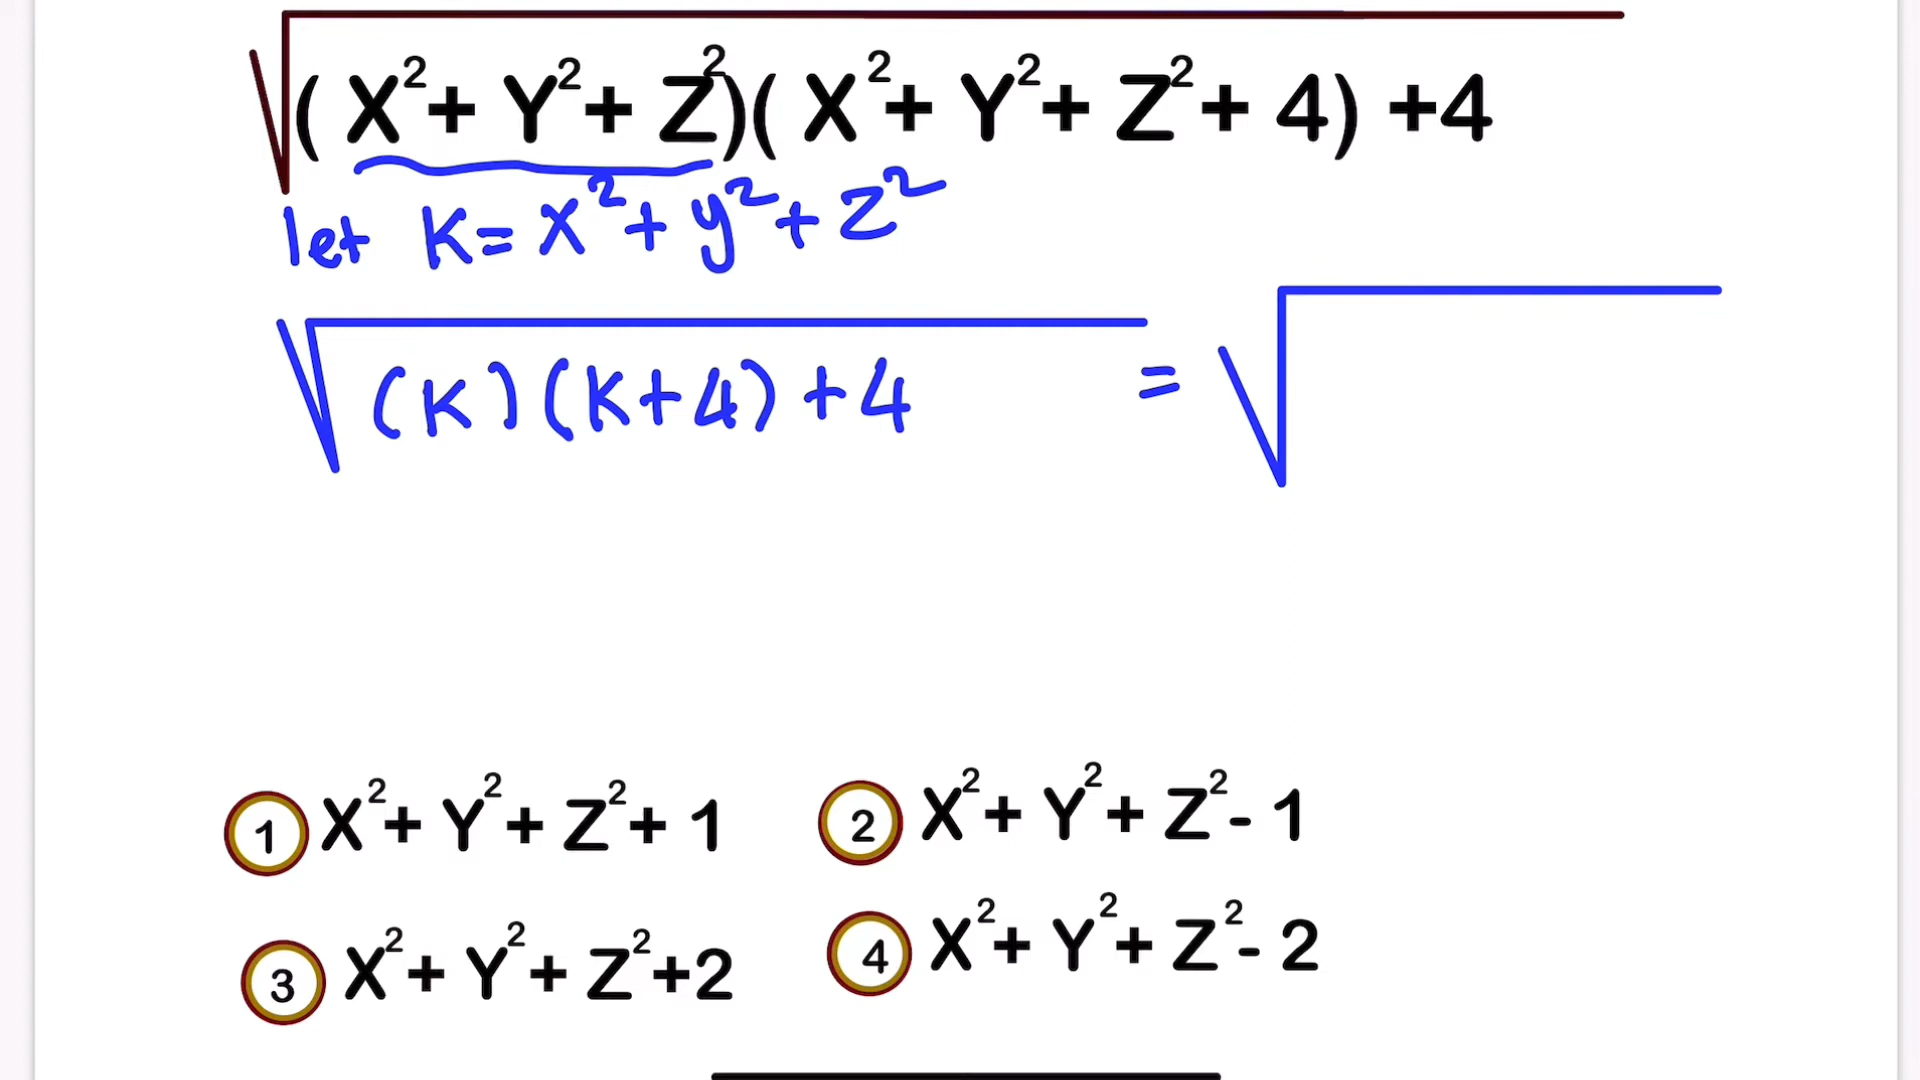 √(X²+ Y²+ Z²)(X²+ Y²+ Z²+ 4) +4
let K= x²+ y²+ z²
√(K)(K+4)+4 = √
1 X²+ Y²+ Z²+ 1
2 X²+ Y²+ Z²- 1
3 X²+ Y²+ Z²+2
4 X²+ Y²+ Z²- 2